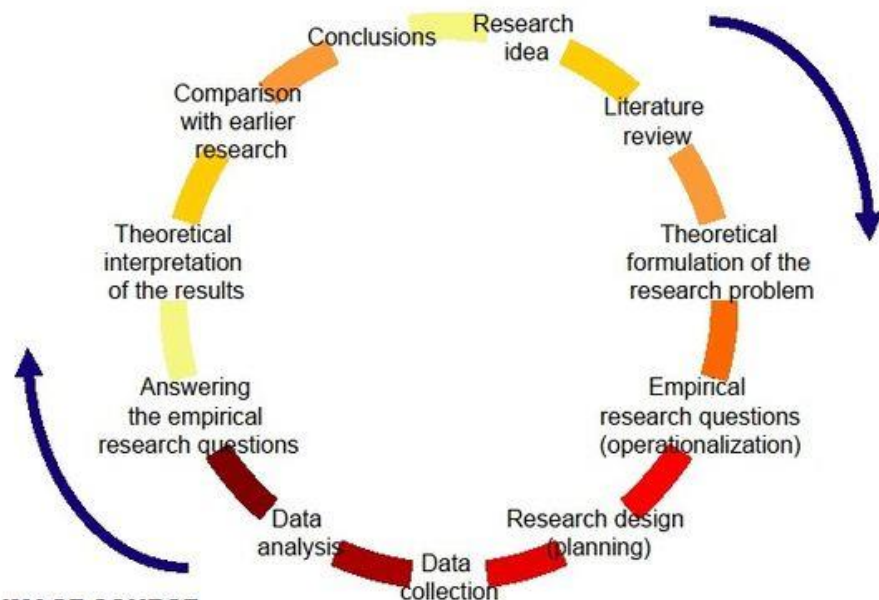 Research
idea
Literature
review
Theoretical
formulation of the
research problem
Empirical
research questions
(operationalization)
Research design
(planning)
Data
collection
Data
analysis
Answering
the empirical
research questions
Theoretical
interpretation
of the results
Comparison
with earlier
research
Conclusions